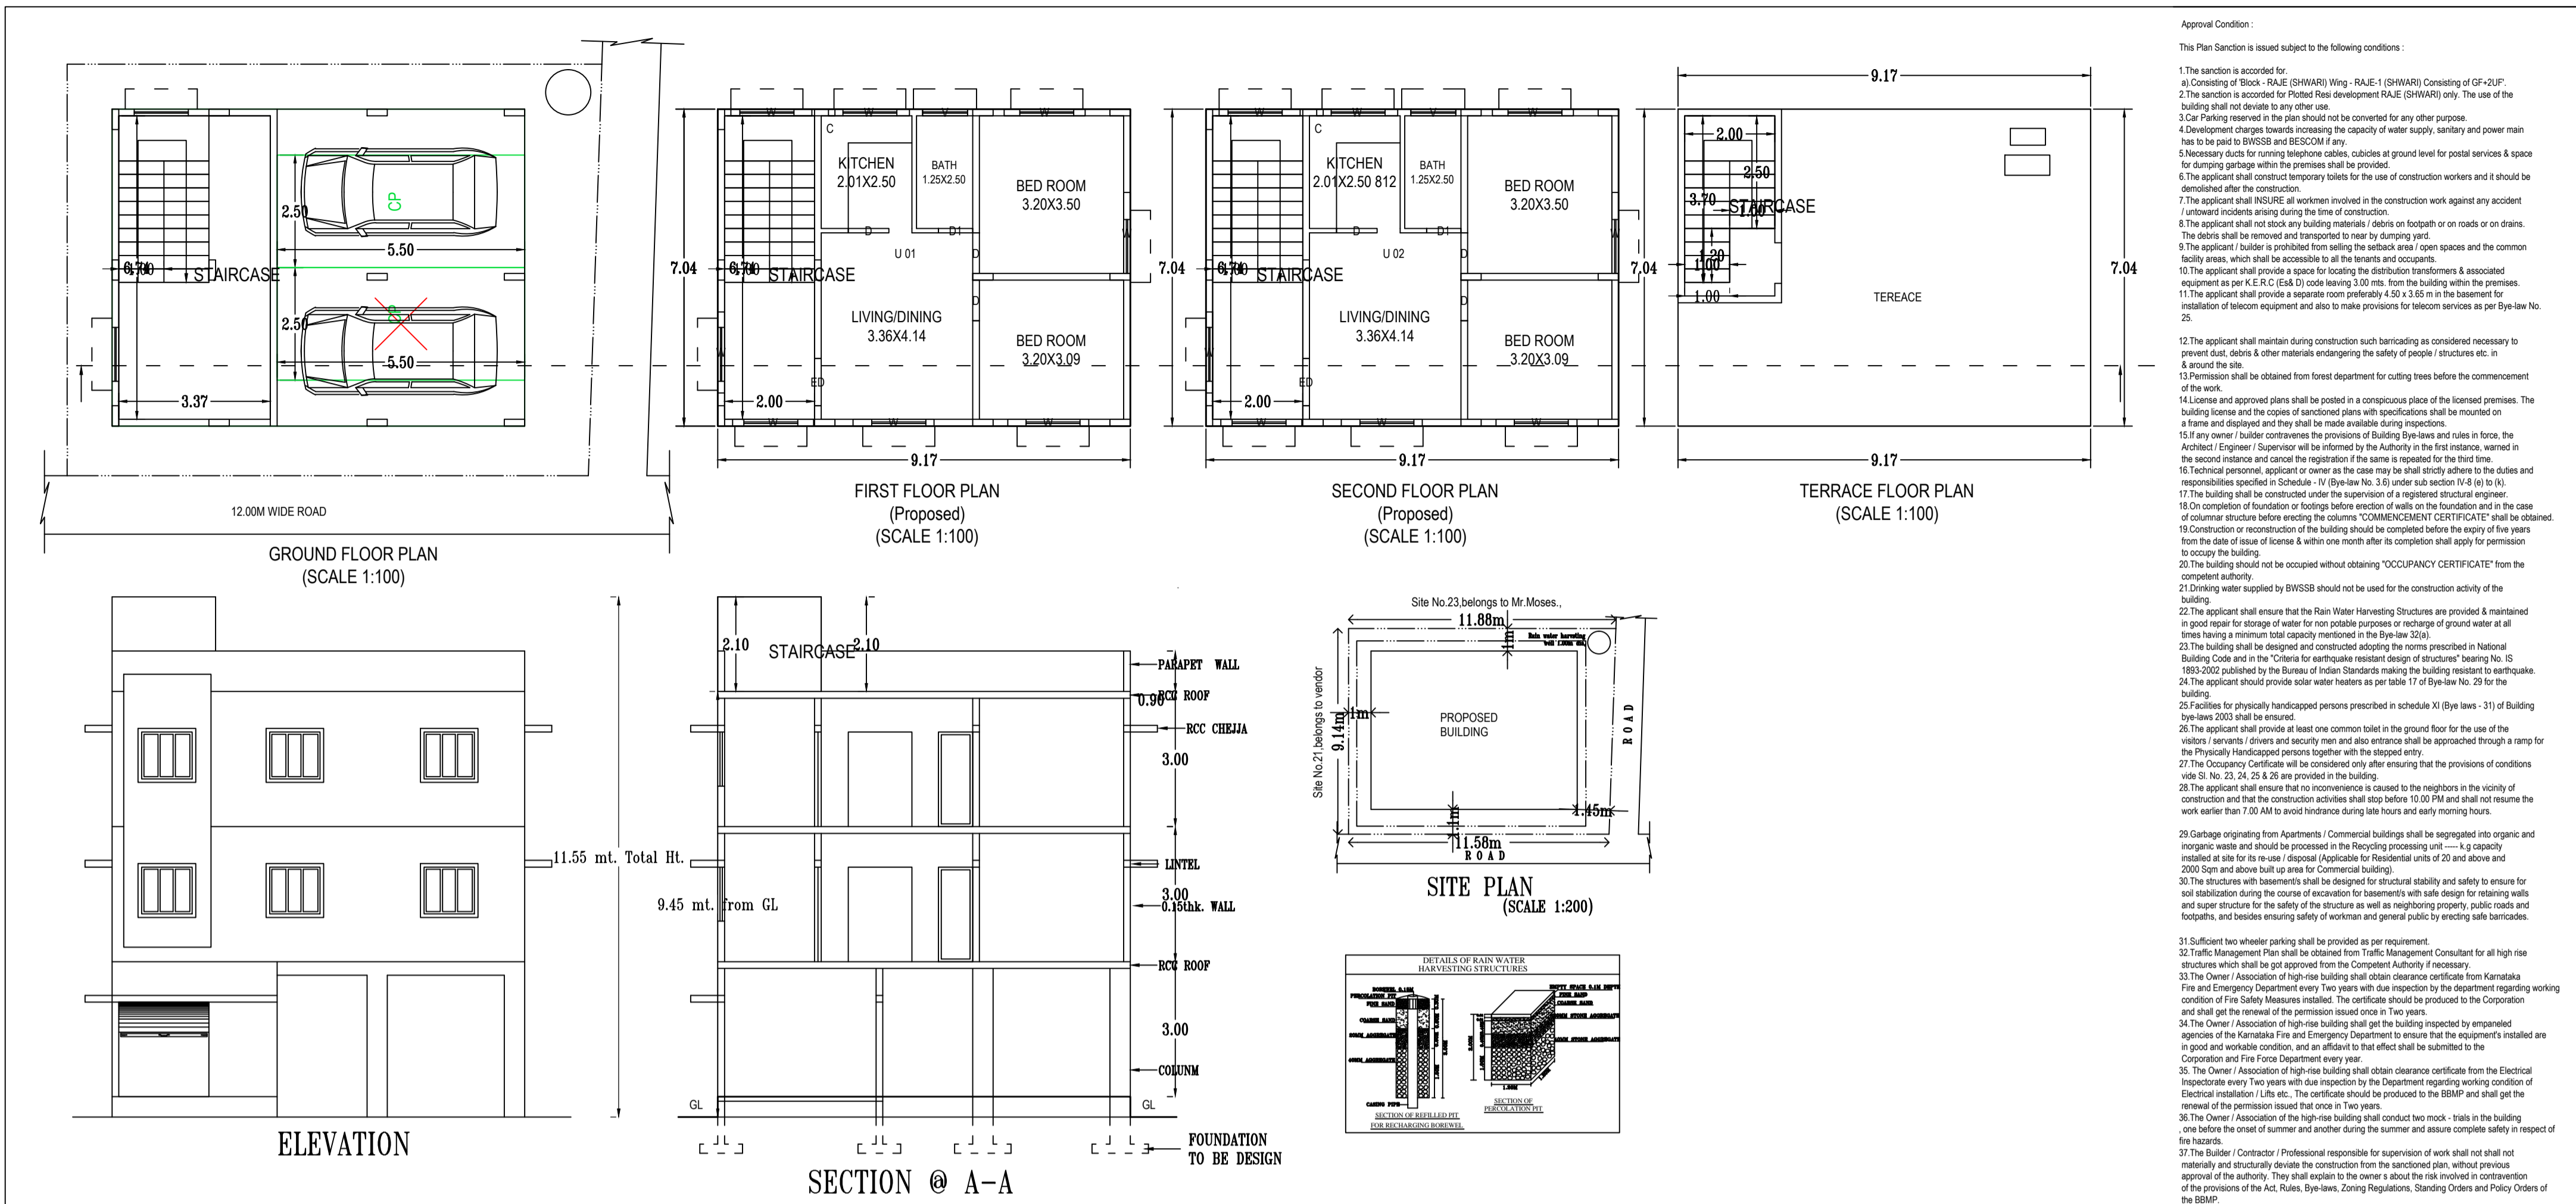 2.50
5.50
CP
2.50
5.50
CP
STAIRCASE
3.37
12.00M WIDE ROAD
GROUND FLOOR PLAN
(SCALE 1:100)
7.04
W
W
V
W
C
KITCHEN
2.01X2.50
BATH
1.25X2.50
BED ROOM
3.20X3.50
D
D1
U 01
D
W
STAIRCASE
LIVING/DINING
3.36X4.14
D
BED ROOM
3.20X3.09
W
ED
2.00
W
W
W
9.17
FIRST FLOOR PLAN
(Proposed)
(SCALE 1:100)
7.04
W
W
V
W
C
KITCHEN
2.01X2.50 812
BATH
1.25X2.50
BED ROOM
3.20X3.50
D
D1
U 02
D
W
STAIRCASE
LIVING/DINING
3.36X4.14
D
BED ROOM
3.20X3.09
W
ED
2.00
W
W
W
9.17
SECOND FLOOR PLAN
(Proposed)
(SCALE 1:100)
9.17
7.04
2.00
2.50
3.70
STAIRCASE
1.20
1.00
1.00
TEREACE
7.04
9.17
TERRACE FLOOR PLAN
(SCALE 1:100)
11.55 mt. Total Ht.
ELEVATION
2.10
STAIRCASE
2.10
PARAPET WALL
RCC ROOF
0.90
RCC CHEJJA
3.00
LINTEL
3.00
0.15thk. WALL
9.45 mt. from GL
RCC ROOF
3.00
COLUNM
GL
GL
FOUNDATION
TO BE DESIGN
SECTION @ A-A
Site No.23,belongs to Mr.Moses.,
11.88m
1m
Rain water harvesting
well 1.00m dia.
Site No.21,belongs to vendor
9.14m
1m
PROPOSED
BUILDING
ROAD
1.45m
1.1m
11.58m
ROAD
SITE PLAN
(SCALE 1:200)
DETAILS OF RAIN WATER
HARVESTING STRUCTURES
BOREWEL 0.15M
PERCOLATION PIT
FINE SAND
COARSE SAND
20MM AGGREGATE
40MM AGGREGATE
CASING PIPE
SECTION OF REFILLED PIT
FOR RECHARGING BOREWEL
EMPTY SPACE 0.1M DEPTH
FINE SAND
COARSE SAND
20MM STONE AGGREGATE
40MM STONE AGGREGATE
SECTION OF
PERCOLATION PIT
Approval Condition :
This Plan Sanction is issued subject to the following conditions :
1.The sanction is accorded for.
a).Consisting of 'Block - RAJE (SHWARI) Wing - RAJE-1 (SHWARI) Consisting of GF+2UF'.
2.The sanction is accorded for Plotted Resi development RAJE (SHWARI) only. The use of the
building shall not deviate to any other use.
3.Car Parking reserved in the plan should not be converted for any other purpose.
4.Development charges towards increasing the capacity of water supply, sanitary and power main
has to be paid to BWSSB and BESCOM if any.
5.Necessary ducts for running telephone cables, cubicles at ground level for postal services & space
for dumping garbage within the premises shall be provided.
6.The applicant shall construct temporary toilets for the use of construction workers and it should be
demolished after the construction.
7.The applicant shall INSURE all workmen involved in the construction work against any accident
/ untoward incidents arising during the time of construction.
8.The applicant shall not stock any building materials / debris on footpath or on roads or on drains.
The debris shall be removed and transported to near by dumping yard.
9.The applicant / builder is prohibited from selling the setback area / open spaces and the common
facility areas, which shall be accessible to all the tenants and occupants.
10.The applicant shall provide a space for locating the distribution transformers & associated
equipment as per K.E.R.C (Es& D) code leaving 3.00 mts. from the building within the premises.
11.The applicant shall provide a separate room preferably 4.50 x 3.65 m in the basement for
installation of telecom equipment and also to make provisions for telecom services as per Bye-law No.
25.
12.The applicant shall maintain during construction such barricading as considered necessary to
prevent dust, debris & other materials endangering the safety of people / structures etc. in
& around the site.
13.Permission shall be obtained from forest department for cutting trees before the commencement
of the work.
14.License and approved plans shall be posted in a conspicuous place of the licensed premises. The
building license and the copies of sanctioned plans with specifications shall be mounted on
a frame and displayed and they shall be made available during inspections.
15.If any owner / builder contravenes the provisions of Building Bye-laws and rules in force, the
Architect / Engineer / Supervisor will be informed by the Authority in the first instance, warned in
the second instance and cancel the registration if the same is repeated for the third time.
16.Technical personnel, applicant or owner as the case may be shall strictly adhere to the duties and
responsibilities specified in Schedule - IV (Bye-law No. 3.6) under sub section IV-8 (e) to (k).
17.The building shall be constructed under the supervision of a registered structural engineer.
18.On completion of foundation or footings before erection of walls on the foundation and in the case
of columnar structure before erecting the columns "COMMENCEMENT CERTIFICATE" shall be obtained.
19.Construction or reconstruction of the building should be completed before the expiry of five years
from the date of issue of license & within one month after its completion shall apply for permission
to occupy the building.
20.The building should not be occupied without obtaining "OCCUPANCY CERTIFICATE" from the
competent authority.
21.Drinking water supplied by BWSSB should not be used for the construction activity of the
building.
22.The applicant shall ensure that the Rain Water Harvesting Structures are provided & maintained
in good repair for storage of water for non potable purposes or recharge of ground water at all
times having a minimum total capacity mentioned in the Bye-law 32(a).
23.The building shall be designed and constructed adopting the norms prescribed in National
Building Code and in the "Criteria for earthquake resistant design of structures" bearing No. IS
1893-2002 published by the Bureau of Indian Standards making the building resistant to earthquake.
24.The applicant should provide solar water heaters as per table 17 of Bye-law No. 29 for the
building.
25.Facilities for physically handicapped persons prescribed in schedule XI (Bye laws - 31) of Building
bye-laws 2003 shall be ensured.
26.The applicant shall provide at least one common toilet in the ground floor for the use of the
visitors / servants / drivers and security men and also entrance shall be approached through a ramp for
the Physically Handicapped persons together with the stepped entry.
27.The Occupancy Certificate will be considered only after ensuring that the provisions of conditions
vide Sl. No. 23, 24, 25 & 26 are provided in the building.
28.The applicant shall ensure that no inconvenience is caused to the neighbors in the vicinity of
construction and that the construction activities shall stop before 10.00 PM and shall not resume the
work earlier than 7.00 AM to avoid hindrance during late hours and early morning hours.
29.Garbage originating from Apartments / Commercial buildings shall be segregated into organic and
inorganic waste and should be processed in the Recycling processing unit ----- k.g capacity
installed at site for its re-use / disposal (Applicable for Residential units of 20 and above and
2000 Sqm and above built up area for Commercial building).
30.The structures with basement/s shall be designed for structural stability and safety to ensure for
soil stabilization during the course of excavation for basement/s with safe design for retaining walls
and super structure for the safety of the structure as well as neighboring property, public roads and
footpaths, and besides ensuring safety of workman and general public by erecting safe barricades.
31.Sufficient two wheeler parking shall be provided as per requirement.
32.Traffic Management Plan shall be obtained from Traffic Management Consultant for all high rise
structures which shall be got approved from the Competent Authority if necessary.
33.The Owner / Association of high-rise building shall obtain clearance certificate from Karnataka
Fire and Emergency Department every Two years with due inspection by the department regarding working
condition of Fire Safety Measures installed. The certificate should be produced to the Corporation
and shall get the renewal of the permission issued once in Two years.
34.The Owner / Association of high-rise building shall get the building inspected by empaneled
agencies of the Karnataka Fire and Emergency Department to ensure that the equipment's installed are
in good and workable condition, and an affidavit to that effect shall be submitted to the
Corporation and Fire Force Department every year.
35. The Owner / Association of high-rise building shall obtain clearance certificate from the Electrical
Inspectorate every Two years with due inspection by the Department regarding working condition of
Electrical installation / Lifts etc., The certificate should be produced to the BBMP and shall get the
renewal of the permission issued that once in Two years.
36.The Owner / Association of the high-rise building shall conduct two mock - trials in the building
, one before the onset of summer and another during the summer and assure complete safety in respect of
fire hazards.
37.The Builder / Contractor / Professional responsible for supervision of work shall not shall not
materially and structurally deviate the construction from the sanctioned plan, without previous
approval of the authority. They shall explain to the owner s about the risk involved in contravention
of the provisions of the Act, Rules, Bye-laws, Zoning Regulations, Standing Orders and Policy Orders of
the BBMP.